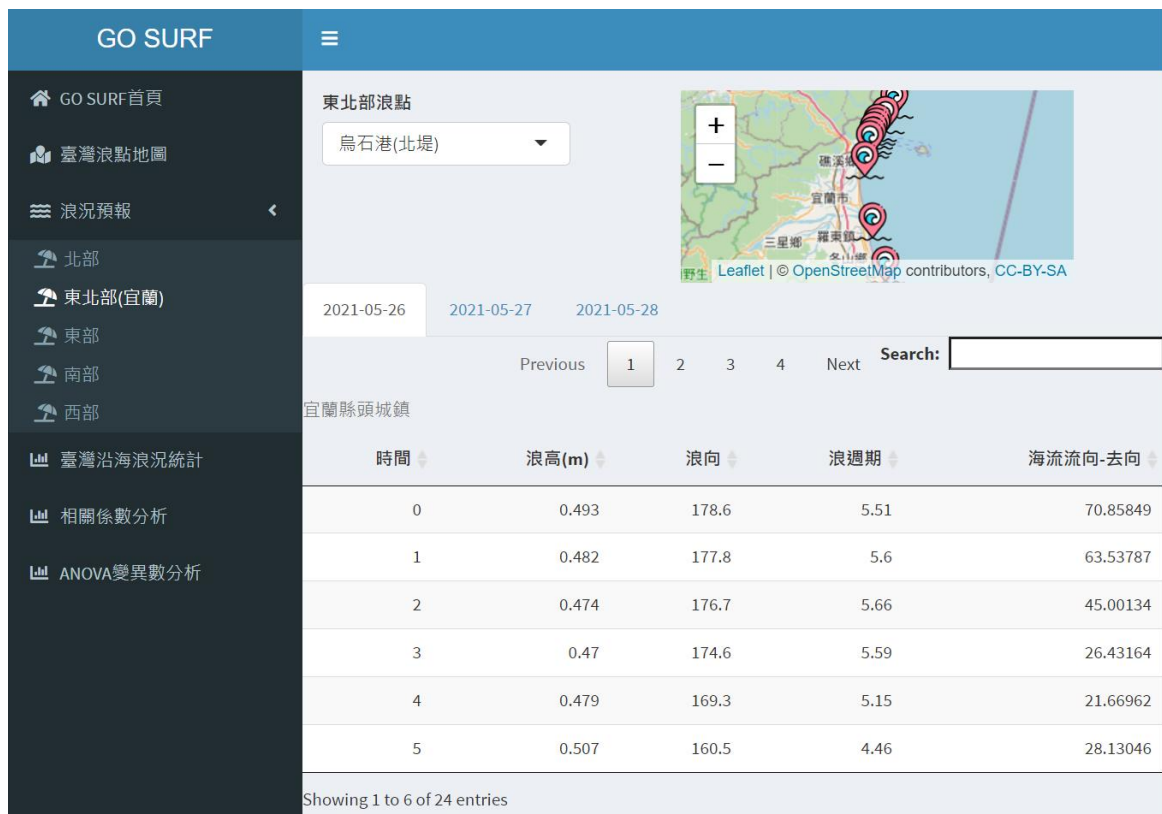 GO SURF
GO SURF首頁
臺灣浪點地圖
浪況預報
北部
東北部(宜蘭)
東部
南部
西部
臺灣沿海浪況統計
相關係數分析
ANOVA變異數分析
東北部浪點
烏石港(北堤)
+
−
礁溪鄉
宜蘭市
三星鄉 羅東鎮
冬山鄉
野生 Leaflet | © OpenStreetMap contributors, CC-BY-SA
2021-05-26 2021-05-27 2021-05-28
Previous 1 2 3 4 Next Search:
宜蘭縣頭城鎮
時間 浪高(m) 浪向 浪週期 海流流向-去向
0 0.493 178.6 5.51 70.85849
1 0.482 177.8 5.6 63.53787
2 0.474 176.7 5.66 45.00134
3 0.47 174.6 5.59 26.43164
4 0.479 169.3 5.15 21.66962
5 0.507 160.5 4.46 28.13046
Showing 1 to 6 of 24 entries